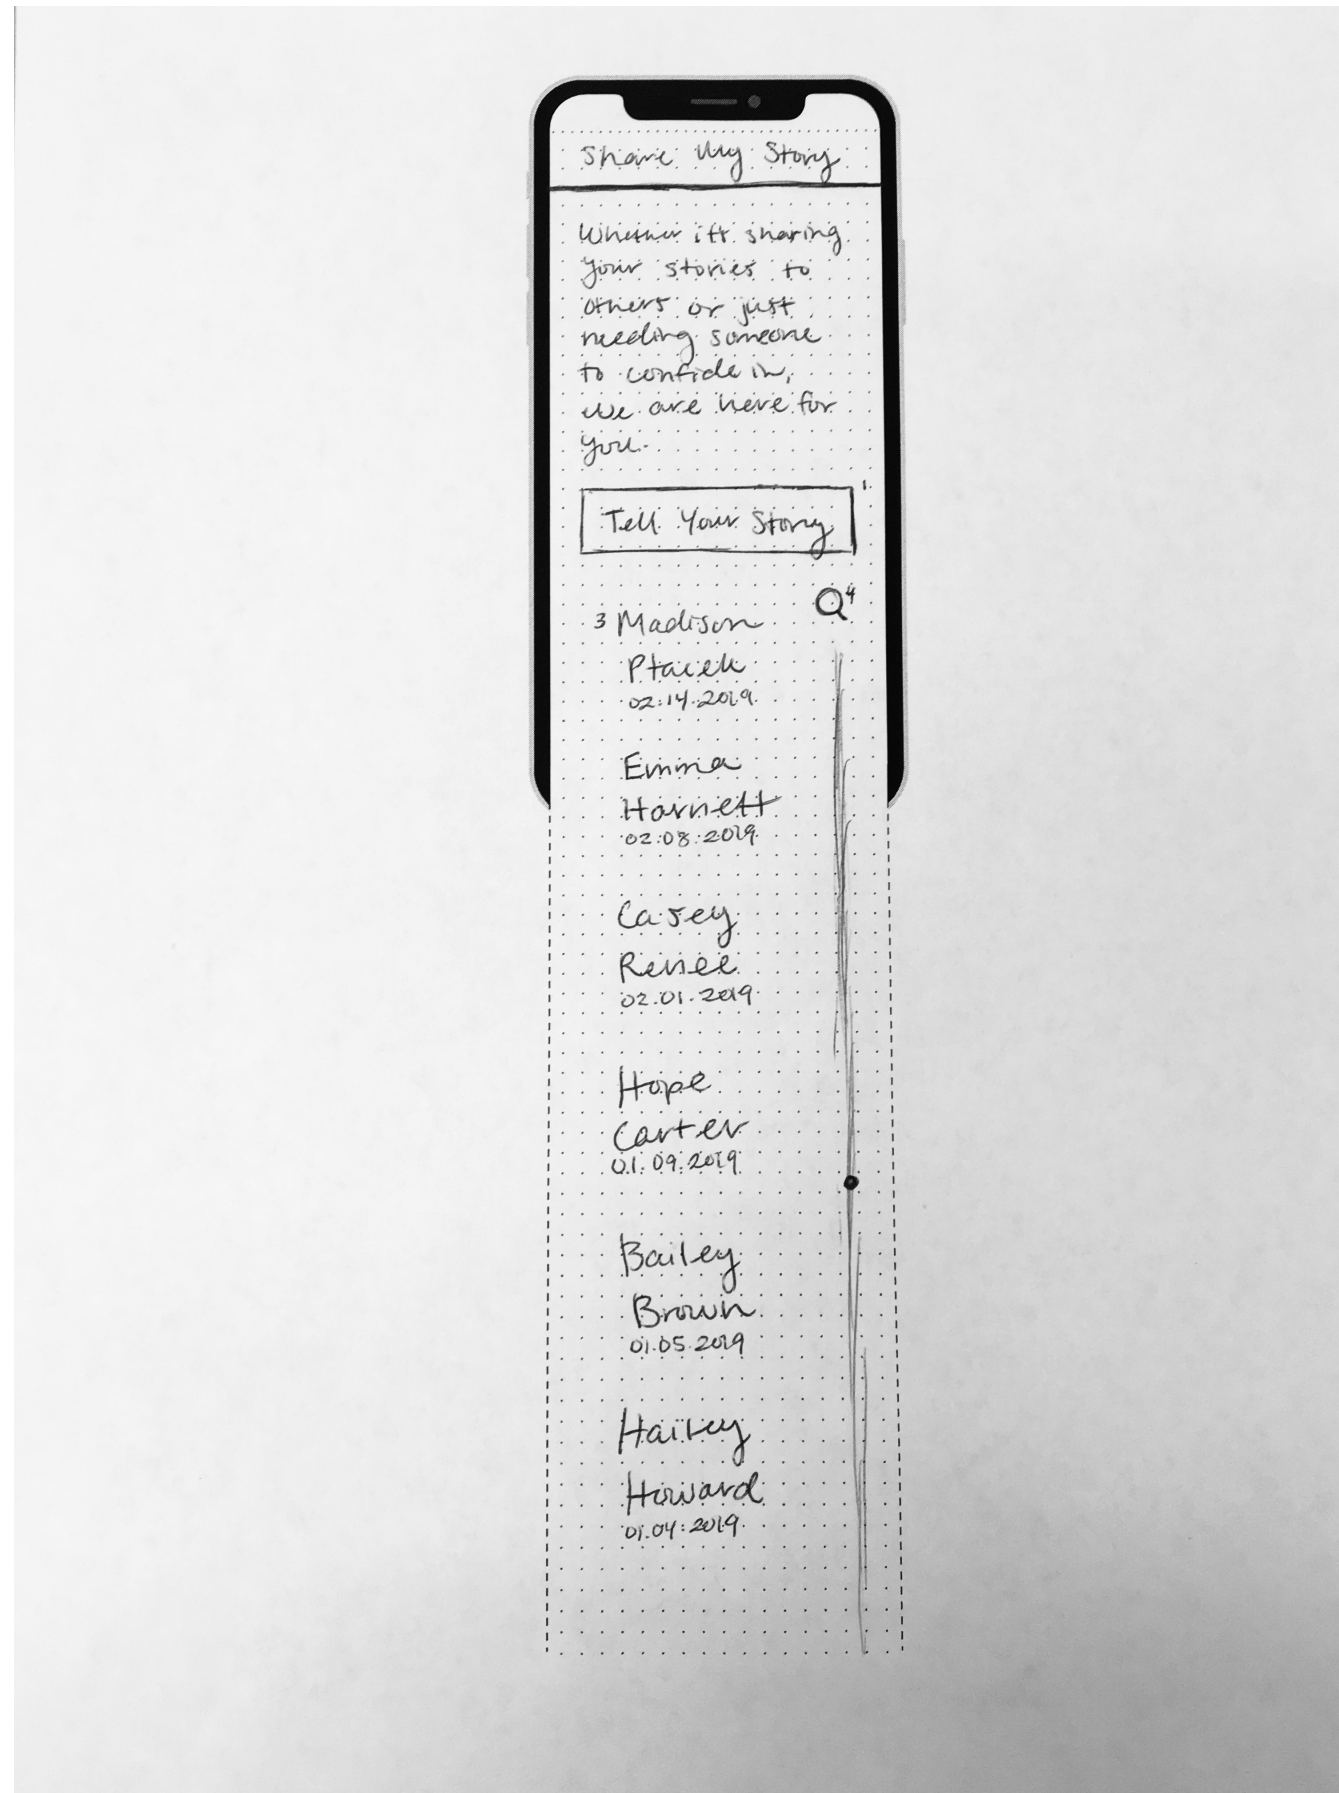 Share My Story
Whether it's sharing
your stories to
others or just
needing someone
to confide in,
We are here for
you.
1
Tell Your Story
4
3 Madison
Ptacek
02.14.2019
Emma
Harnett
02.08.2019
Casey
Renee
02.01.2019
Hope
Carter
01.09.2019
Bailey
Brown
01.05.2019
Hailey
Howard
01.04.2019